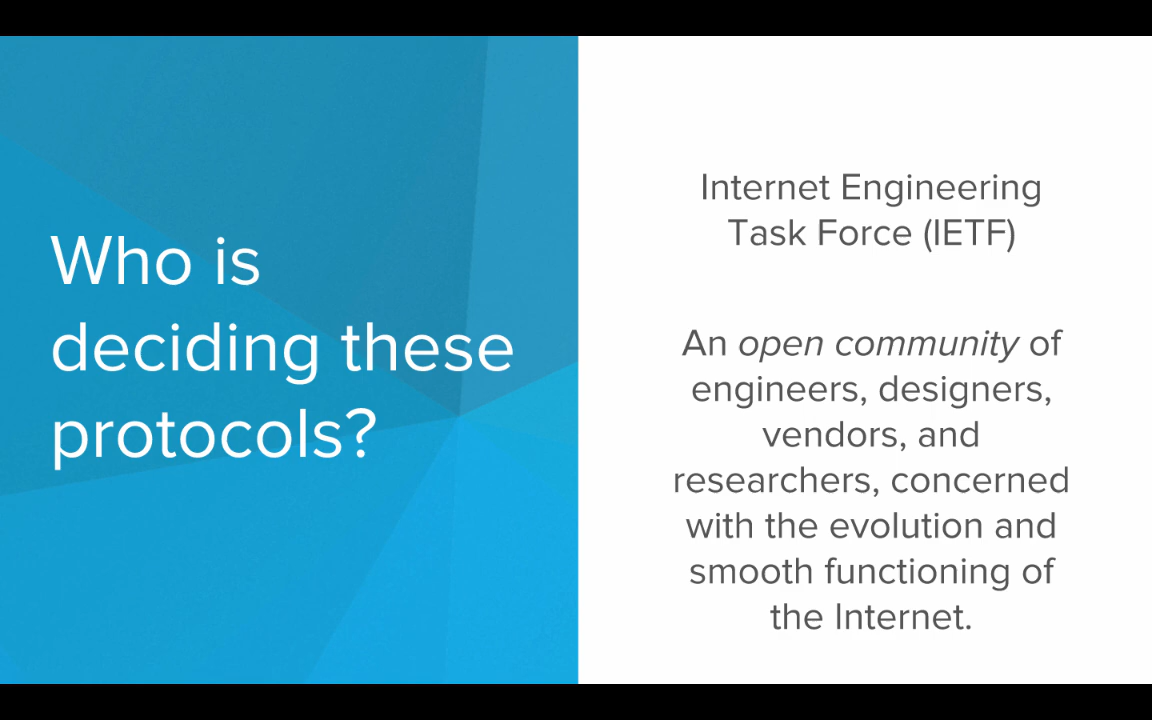 Who is
deciding these
protocols?
Internet Engineering
Task Force (IETF)
An open community of
engineers, designers,
vendors, and
researchers, concerned
with the evolution and
smooth functioning of
the Internet.